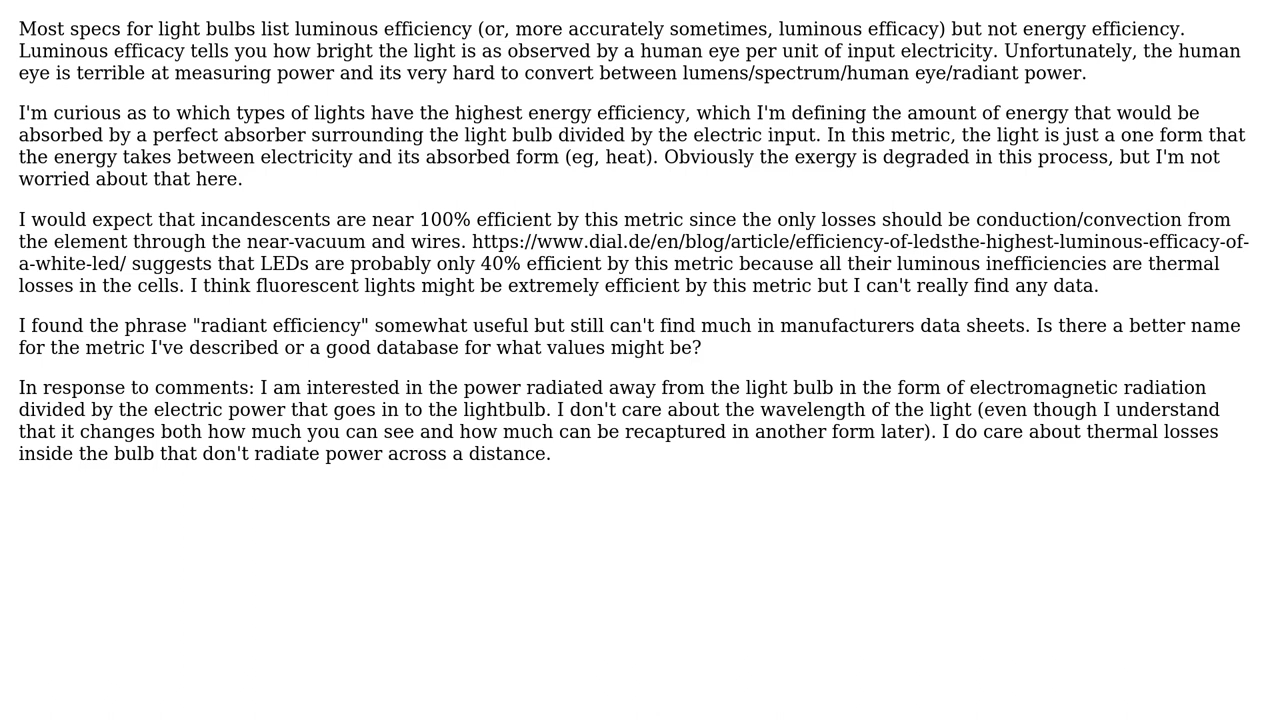 Most specs for light bulbs list luminous efficiency (or, more accurately sometimes, luminous efficacy) but not energy efficiency.
Luminous efficacy tells you how bright the light is as observed by a human eye per unit of input electricity. Unfortunately, the human
eye is terrible at measuring power and its very hard to convert between lumens/spectrum/human eye/radiant power.
I'm curious as to which types of lights have the highest energy efficiency, which I'm defining the amount of energy that would be
absorbed by a perfect absorber surrounding the light bulb divided by the electric input. In this metric, the light is just a one form that
the energy takes between electricity and its absorbed form (eg, heat). Obviously the exergy is degraded in this process, but I'm not
worried about that here.
I would expect that incandescents are near 100% efficient by this metric since the only losses should be conduction/convection from
the element through the near-vacuum and wires. https://www.dial.de/en/blog/article/efficiency-of-ledsthe-highest-luminous-efficacy-of-
a-white-led/ suggests that LEDs are probably only 40% efficient by this metric because all their luminous inefficiencies are thermal
losses in the cells. I think fluorescent lights might be extremely efficient by this metric but I can't really find any data.
I found the phrase "radiant efficiency" somewhat useful but still can't find much in manufacturers data sheets. Is there a better name
for the metric I've described or a good database for what values might be?
In response to comments: I am interested in the power radiated away from the light bulb in the form of electromagnetic radiation
divided by the electric power that goes in to the lightbulb. I don't care about the wavelength of the light (even though I understand
that it changes both how much you can see and how much can be recaptured in another form later). I do care about thermal losses
inside the bulb that don't radiate power across a distance.